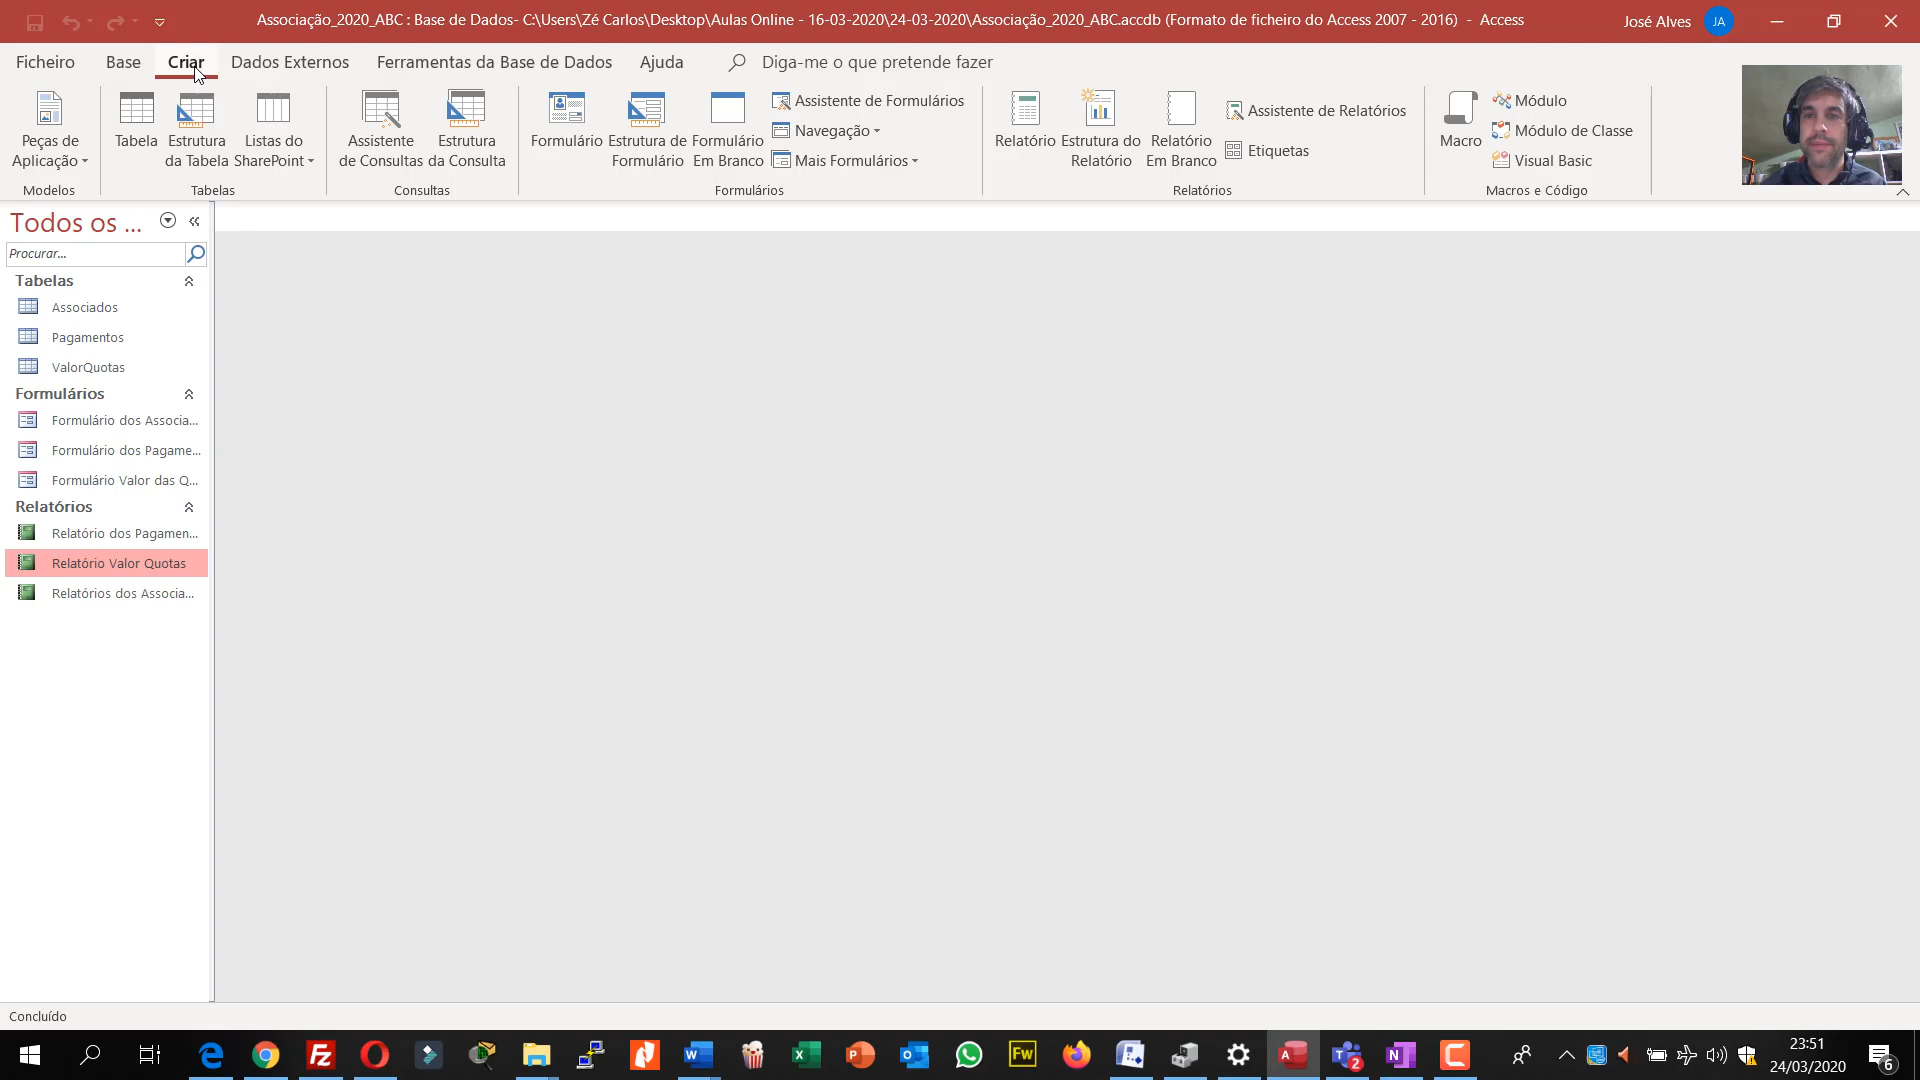 Associação_2020_ABC : Base de Dados- C:\Users\Zé Carlos\Desktop\Aulas Online - 16-03-2020\24-03-2020\Associação_2020_ABC.accdb (Formato de ficheiro do Access 2007 - 2016) - Access
José Alves
JA
Ficheiro
Base
Criar
Dados Externos
Ferramentas da Base de Dados
Ajuda
Diga-me o que pretende fazer
Peças de
Aplicação
Modelos
Tabela
Estrutura
da Tabela
Listas do
SharePoint
Tabelas
Assistente
de Consultas
Estrutura
da Consulta
Consultas
Formulário
Estrutura de
Formulário
Formulário
Em Branco
Assistente de Formulários
Navegação
Mais Formulários
Formulários
Relatório
Estrutura do
Relatório
Relatório
Em Branco
Assistente de Relatórios
Etiquetas
Relatórios
Macro
Módulo
Módulo de Classe
Visual Basic
Macros e Código
Todos os ...
Procurar...
Tabelas
Associados
Pagamentos
ValorQuotas
Formulários
Formulário dos Associa...
Formulário dos Pagame...
Formulário Valor das Q...
Relatórios
Relatório dos Pagamen...
Relatório Valor Quotas
Relatórios dos Associa...
Concluído
Fw
2
23:51
24/03/2020
6